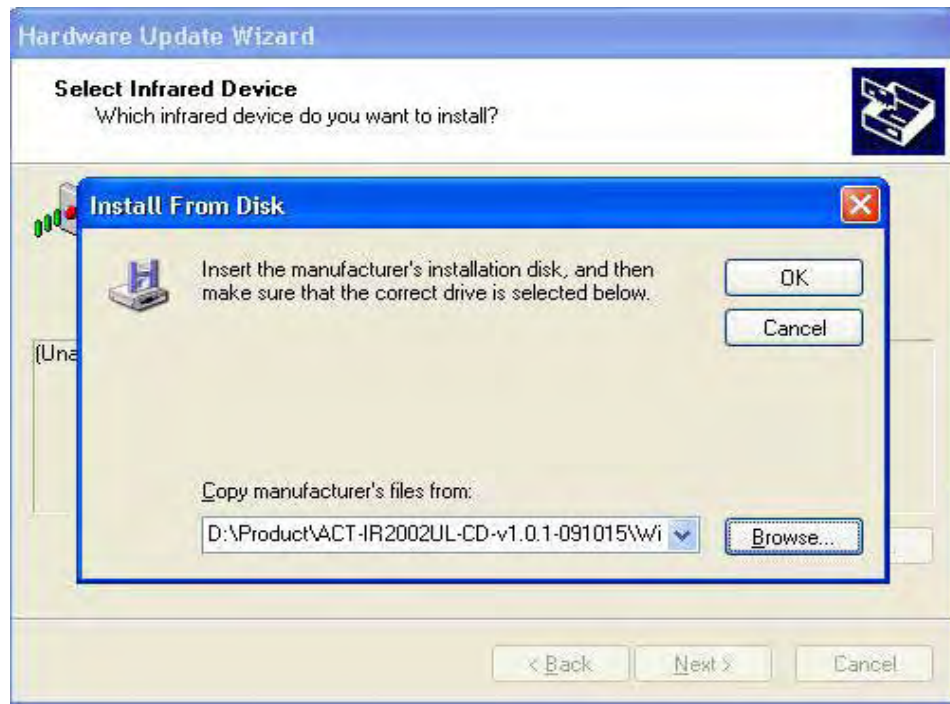 Hardware Update Wizard
Select Infrared Device
Which infrared device do you want to install?
Install From Disk
Insert the manufacturer's installation disk, and then
make sure that the correct drive is selected below.
OK
Cancel
(Una
Copy manufacturer's files from:
D:\Product\ACT-IR2002UL-CD-v1.0.1-091015\Wi
Browse...
< Back
Next >
Cancel